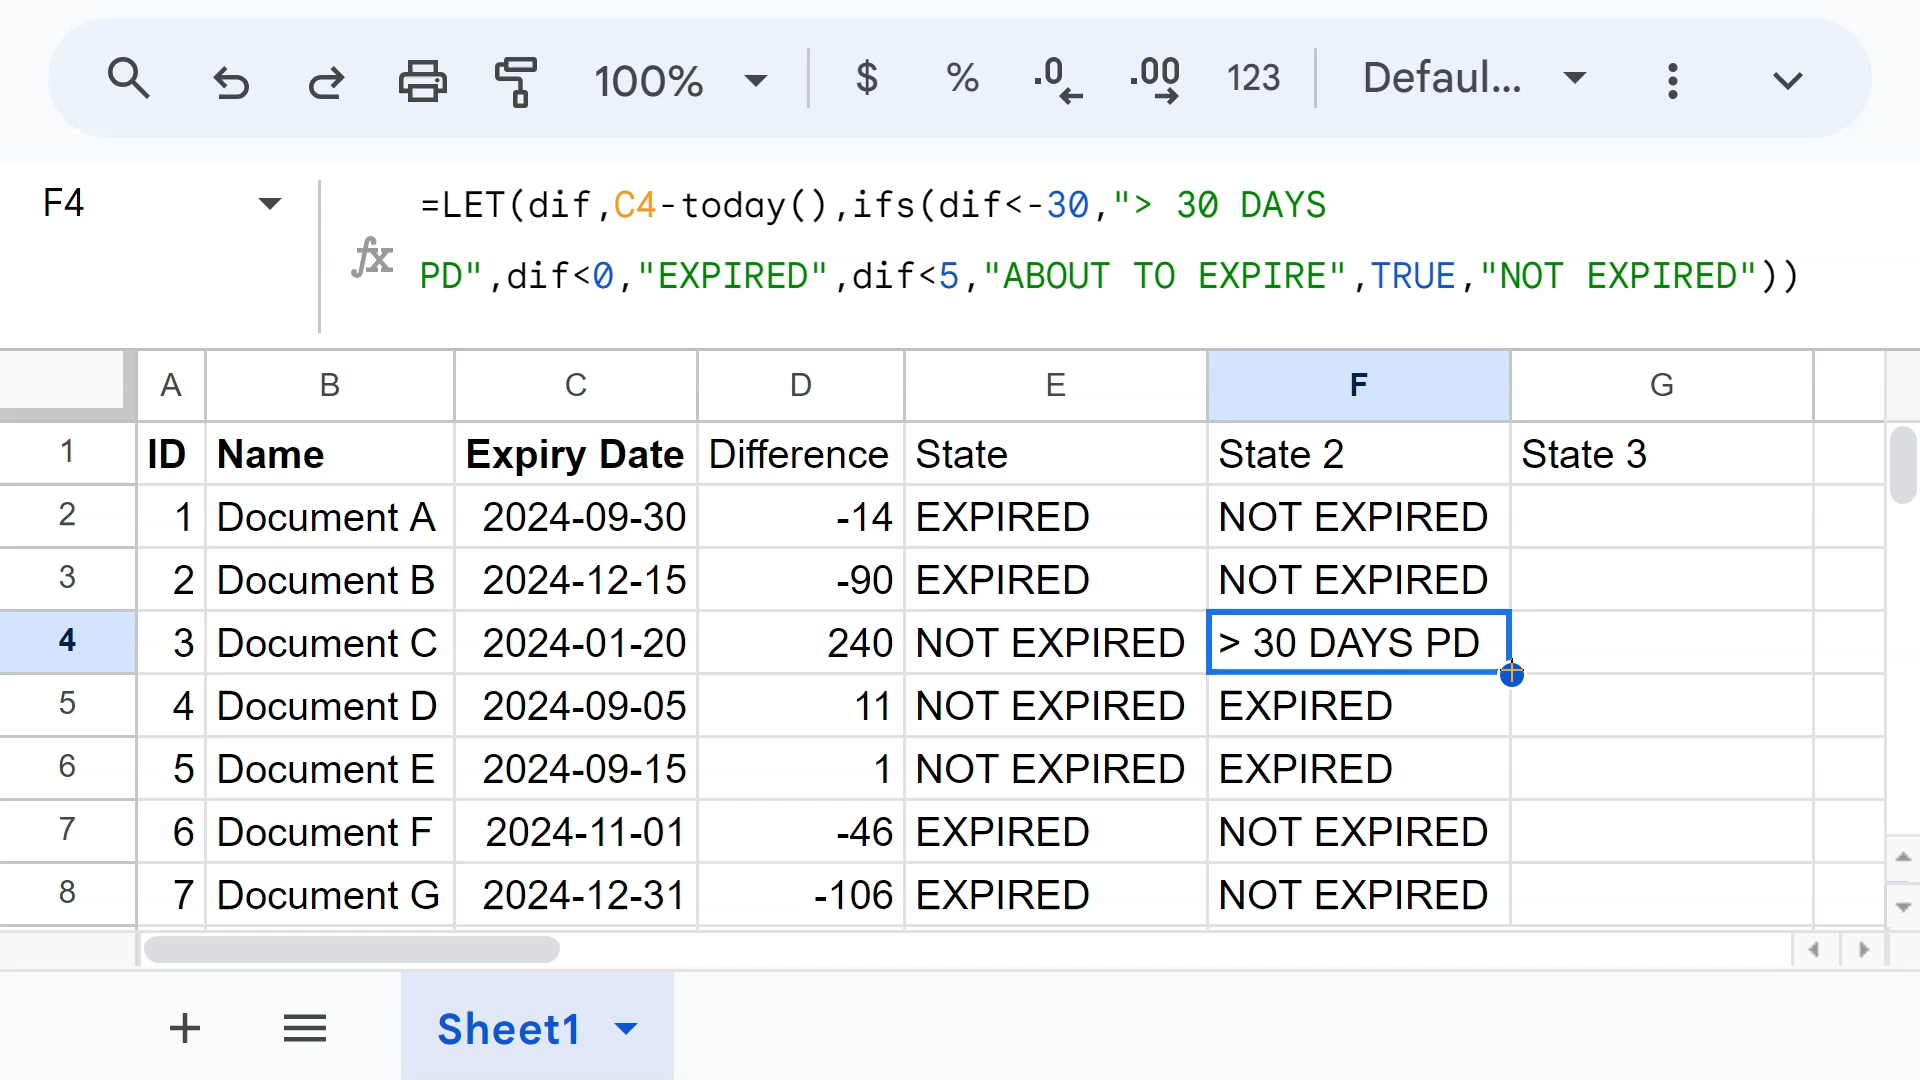 100% $ % .0 .00 123 Defaul...
F4
=LET(dif,C4-today(),ifs(dif<-30,"> 30 DAYS
fx
PD",dif<0,"EXPIRED",dif<5,"ABOUT TO EXPIRE",TRUE,"NOT EXPIRED"))
A B C D E F G
1 ID Name Expiry Date Difference State State 2 State 3
2 1 Document A 2024-09-30 -14 EXPIRED NOT EXPIRED
3 2 Document B 2024-12-15 -90 EXPIRED NOT EXPIRED
4 3 Document C 2024-01-20 240 NOT EXPIRED > 30 DAYS PD
5 4 Document D 2024-09-05 11 NOT EXPIRED EXPIRED
6 5 Document E 2024-09-15 1 NOT EXPIRED EXPIRED
7 6 Document F 2024-11-01 -46 EXPIRED NOT EXPIRED
8 7 Document G 2024-12-31 -106 EXPIRED NOT EXPIRED
Sheet1